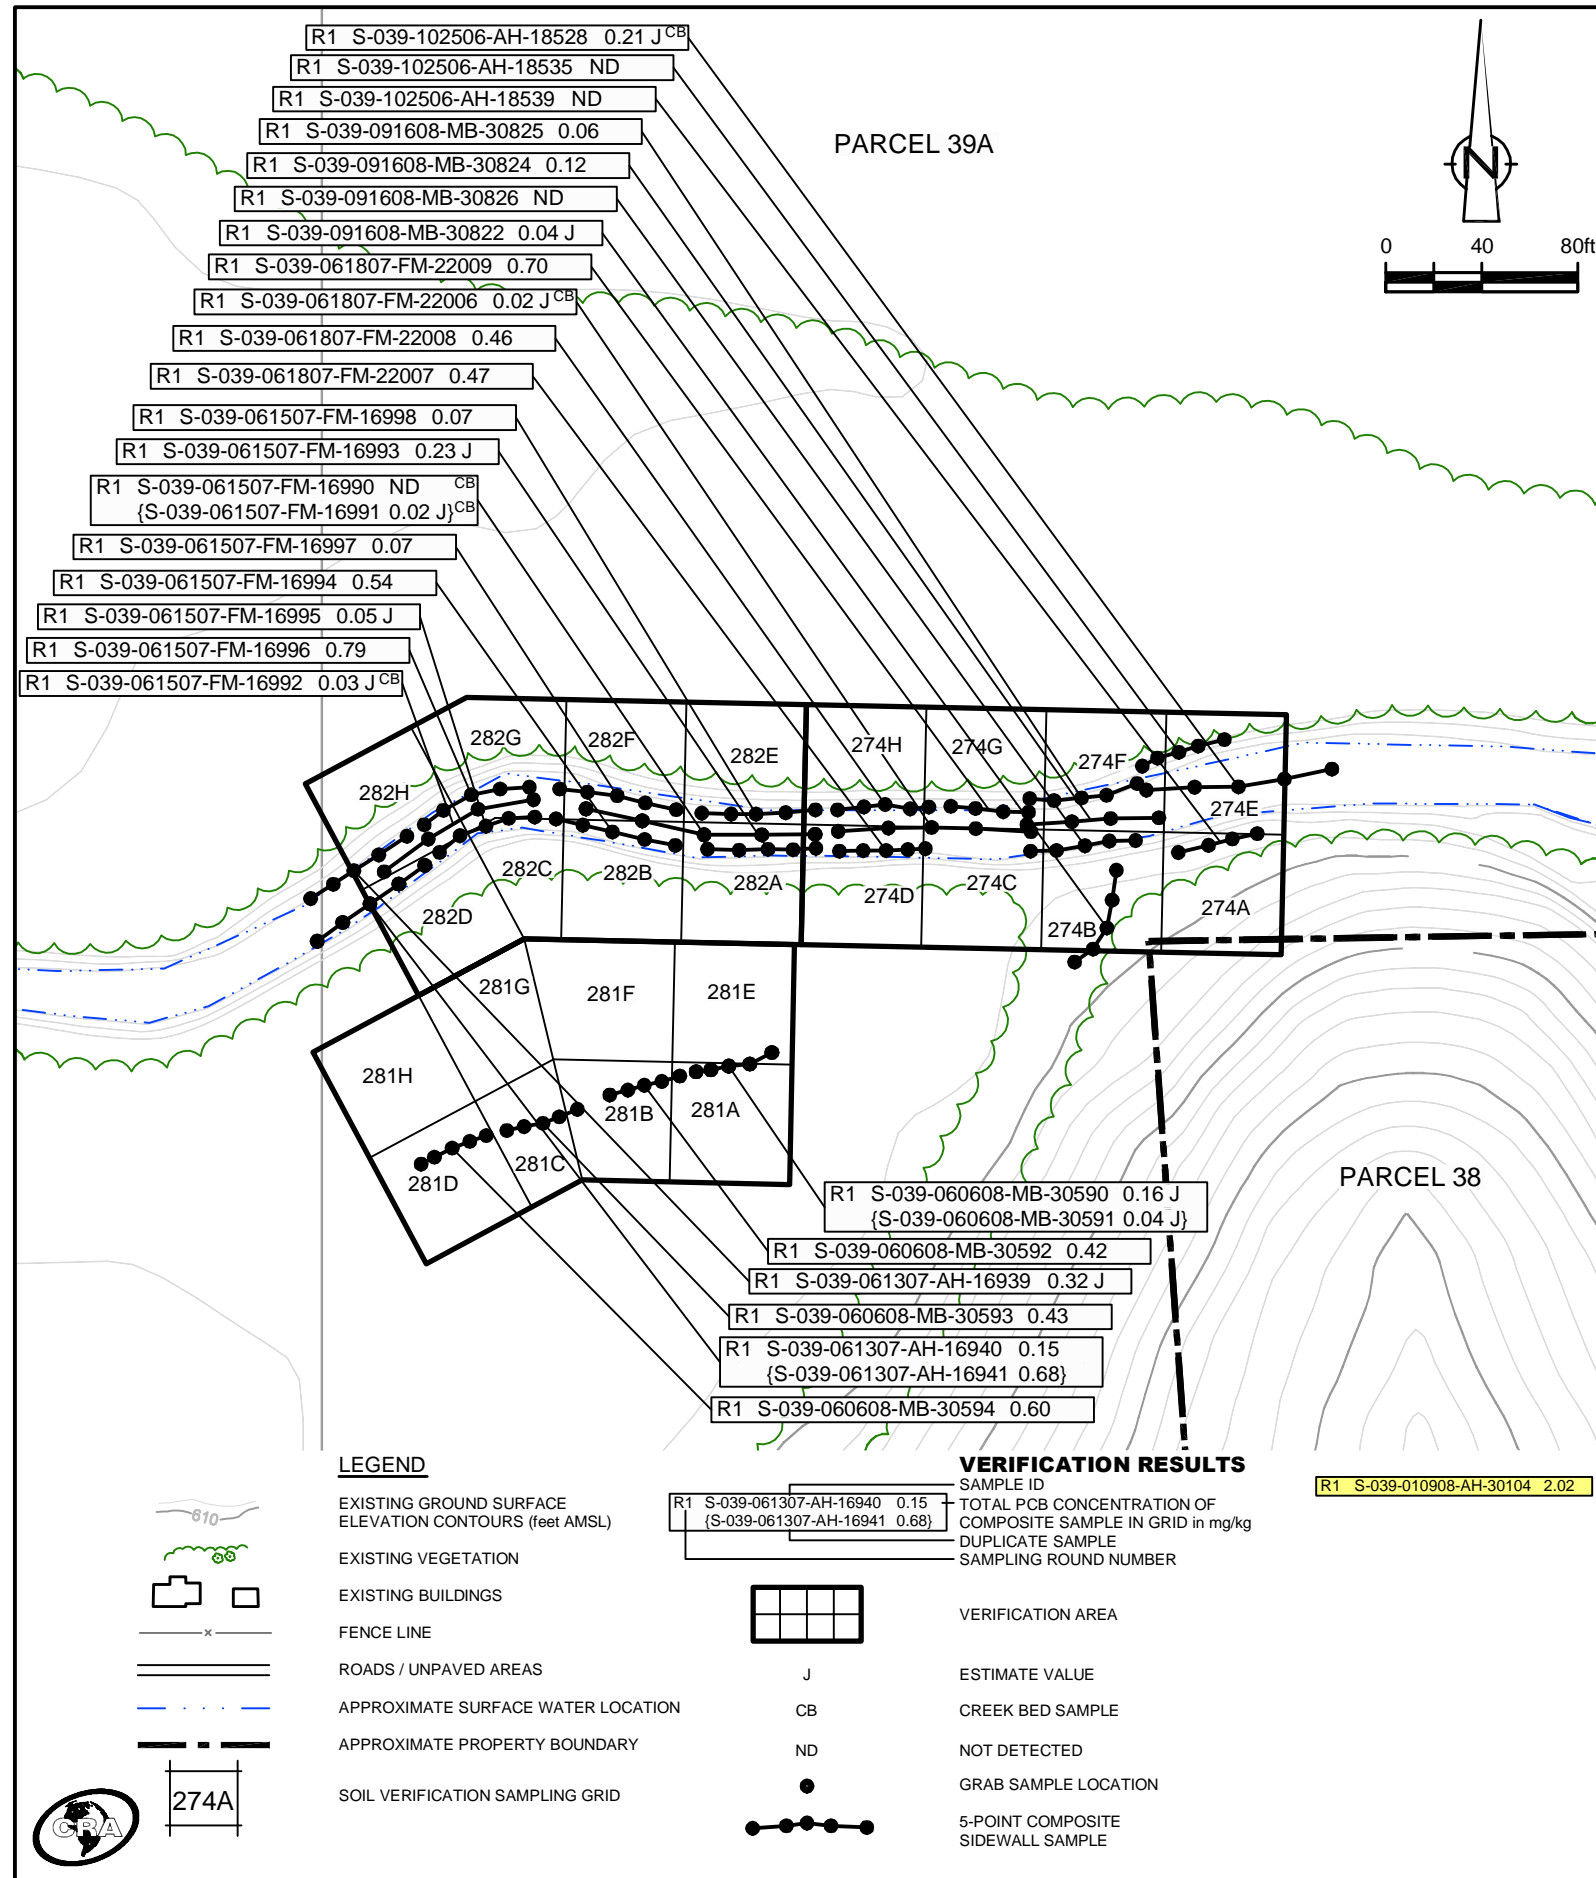 R1 S-039-102506-AH-18528 0.21 J CB
R1 S-039-102506-AH-18535 ND
R1 S-039-102506-AH-18539 ND
R1 S-039-091608-MB-30825 0.06
R1 S-039-091608-MB-30824 0.12
R1 S-039-091608-MB-30826 ND
R1 S-039-091608-MB-30822 0.04 J
R1 S-039-061807-FM-22009 0.70
R1 S-039-061807-FM-22006 0.02 J CB
R1 S-039-061807-FM-22008 0.46
R1 S-039-061807-FM-22007 0.47
R1 S-039-061507-FM-16998 0.07
R1 S-039-061507-FM-16993 0.23 J
R1 S-039-061507-FM-16990 ND CB
{S-039-061507-FM-16991 0.02 J} CB
R1 S-039-061507-FM-16997 0.07
R1 S-039-061507-FM-16994 0.54
R1 S-039-061507-FM-16995 0.05 J
R1 S-039-061507-FM-16996 0.79
R1 S-039-061507-FM-16992 0.03 J CB
PARCEL 39A
N
0 40 80ft
282G
282F
282E
274H
274G
274F
282H
274E
282C
282B
282A
274D
274C
282D
274B
274A
281G
281F
281E
281H
281B
281A
281C
281D
PARCEL 38
R1 S-039-060608-MB-30590 0.16 J
{S-039-060608-MB-30591 0.04 J}
R1 S-039-060608-MB-30592 0.42
R1 S-039-061307-AH-16939 0.32 J
R1 S-039-060608-MB-30593 0.43
R1 S-039-061307-AH-16940 0.15
{S-039-061307-AH-16941 0.68}
R1 S-039-060608-MB-30594 0.60
LEGEND
610
EXISTING GROUND SURFACE
ELEVATION CONTOURS (feet AMSL)
EXISTING VEGETATION
EXISTING BUILDINGS
x
FENCE LINE
ROADS / UNPAVED AREAS
APPROXIMATE SURFACE WATER LOCATION
APPROXIMATE PROPERTY BOUNDARY
274A
SOIL VERIFICATION SAMPLING GRID
CRA
VERIFICATION RESULTS
R1 S-039-061307-AH-16940 0.15
{S-039-061307-AH-16941 0.68}
SAMPLE ID
TOTAL PCB CONCENTRATION OF
COMPOSITE SAMPLE IN GRID in mg/kg
DUPLICATE SAMPLE
SAMPLING ROUND NUMBER
R1 S-039-010908-AH-30104 2.02
VERIFICATION AREA
J
ESTIMATE VALUE
CB
CREEK BED SAMPLE
ND
NOT DETECTED
GRAB SAMPLE LOCATION
5-POINT COMPOSITE
SIDEWALL SAMPLE